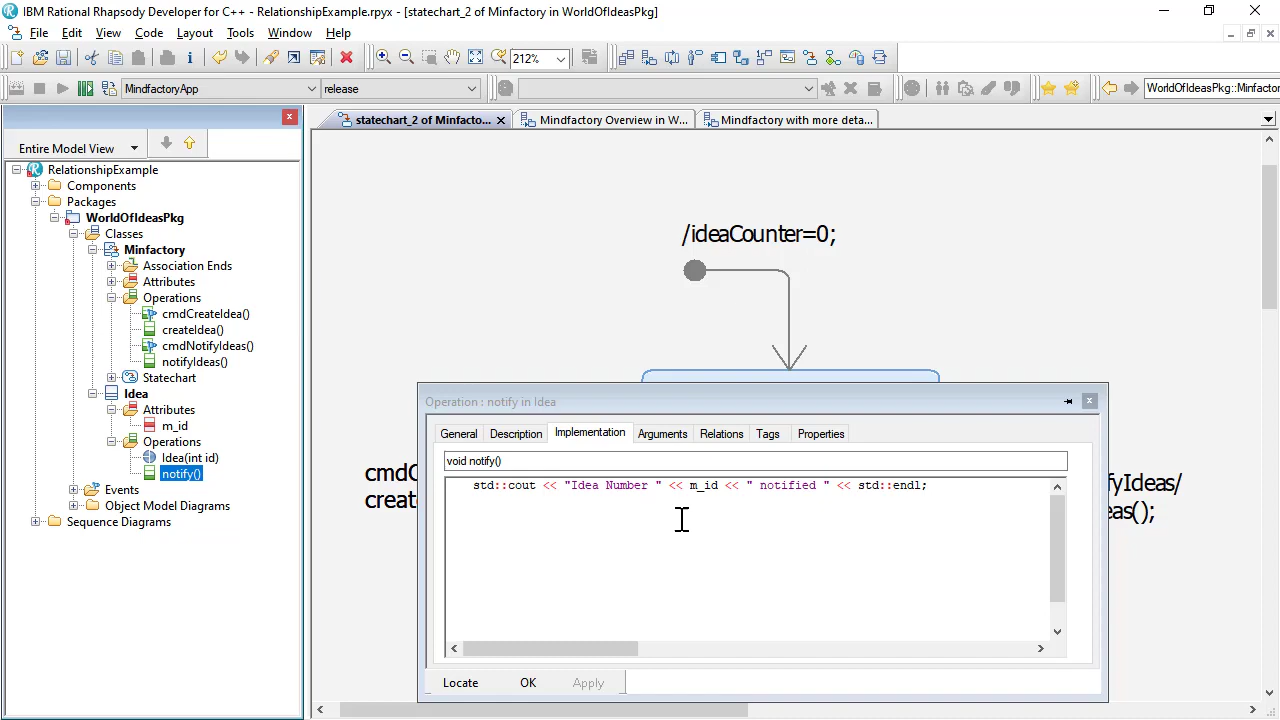 IBM Rational Rhapsody Developer for C++ - RelationshipExample.rpyx - [statechart_2 of Minfactory in WorldOfIdeasPkg]
File Edit View Code Layout Tools Window Help
212%
MinfactoryApp release WorldOfIdeasPkg::Minfactor
statechart_2 of Minfacto... Mindfactory Overview in W... Mindfactory with more deta...
Entire Model View
RelationshipExample
Components
Packages
WorldOfIdeasPkg
Classes
Minfactory
Association Ends
Attributes
Operations
cmdCreateIdea()
createIdea()
cmdNotifyIdeas()
notifyIdeas()
Statechart
Idea
Attributes
m_id
Operations
Idea(int id)
notify()
Events
Object Model Diagrams
Sequence Diagrams
/ideaCounter=0;
cmdC
create
fyIdeas/
eas();
Operation : notify in Idea
General Description Implementation Arguments Relations Tags Properties
void notify()
std::cout << "Idea Number " << m_id << " notified " << std::endl;
Locate OK Apply